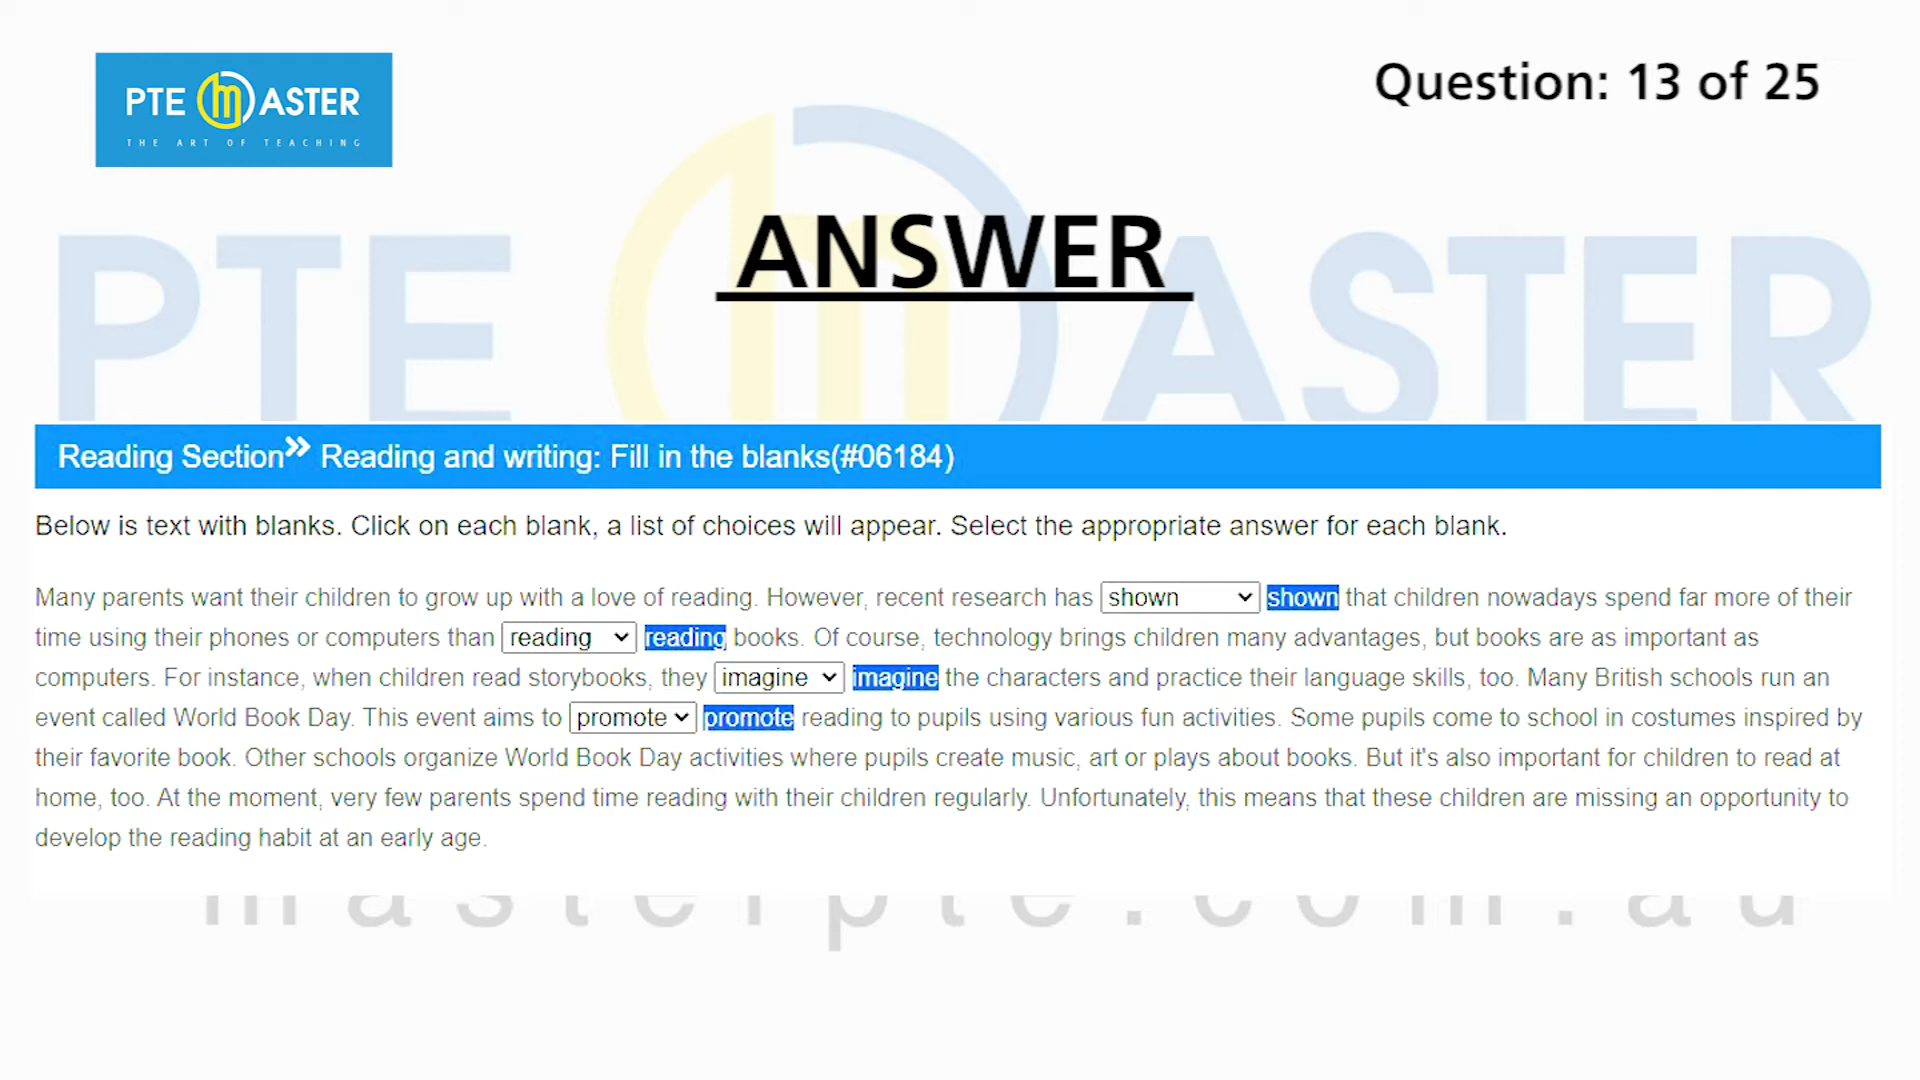 PTE MASTER
THE ART OF TEACHING
Question: 13 of 25
PTE MASTER
ANSWER
Reading Section» Reading and writing: Fill in the blanks(#06184)
Below is text with blanks. Click on each blank, a list of choices will appear. Select the appropriate answer for each blank.
Many parents want their children to grow up with a love of reading. However, recent research has shown shown that children nowadays spend far more of their
time using their phones or computers than reading reading books. Of course, technology brings children many advantages, but books are as important as
computers. For instance, when children read storybooks, they imagine imagine the characters and practice their language skills, too. Many British schools run an
event called World Book Day. This event aims to promote promote reading to pupils using various fun activities. Some pupils come to school in costumes inspired by
their favorite book. Other schools organize World Book Day activities where pupils create music, art or plays about books. But it's also important for children to read at
home, too. At the moment, very few parents spend time reading with their children regularly. Unfortunately, this means that these children are missing an opportunity to
develop the reading habit at an early age.
masterpte.com.au